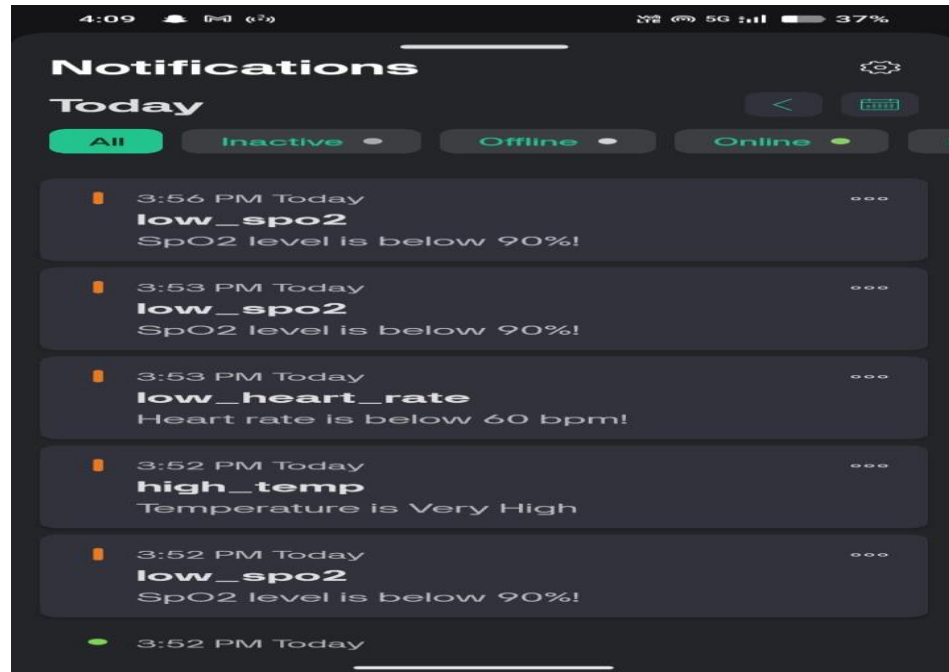 4:09 VoD LTE 5G 37%
Notifications
Today
<
All Inactive Offline Online
3:56 PM Today
low_spo2
SpO2 level is below 90%!
3:53 PM Today
low_spo2
SpO2 level is below 90%!
3:53 PM Today
low_heart_rate
Heart rate is below 60 bpm!
3:52 PM Today
high_temp
Temperature is Very High
3:52 PM Today
low_spo2
SpO2 level is below 90%!
3:52 PM Today